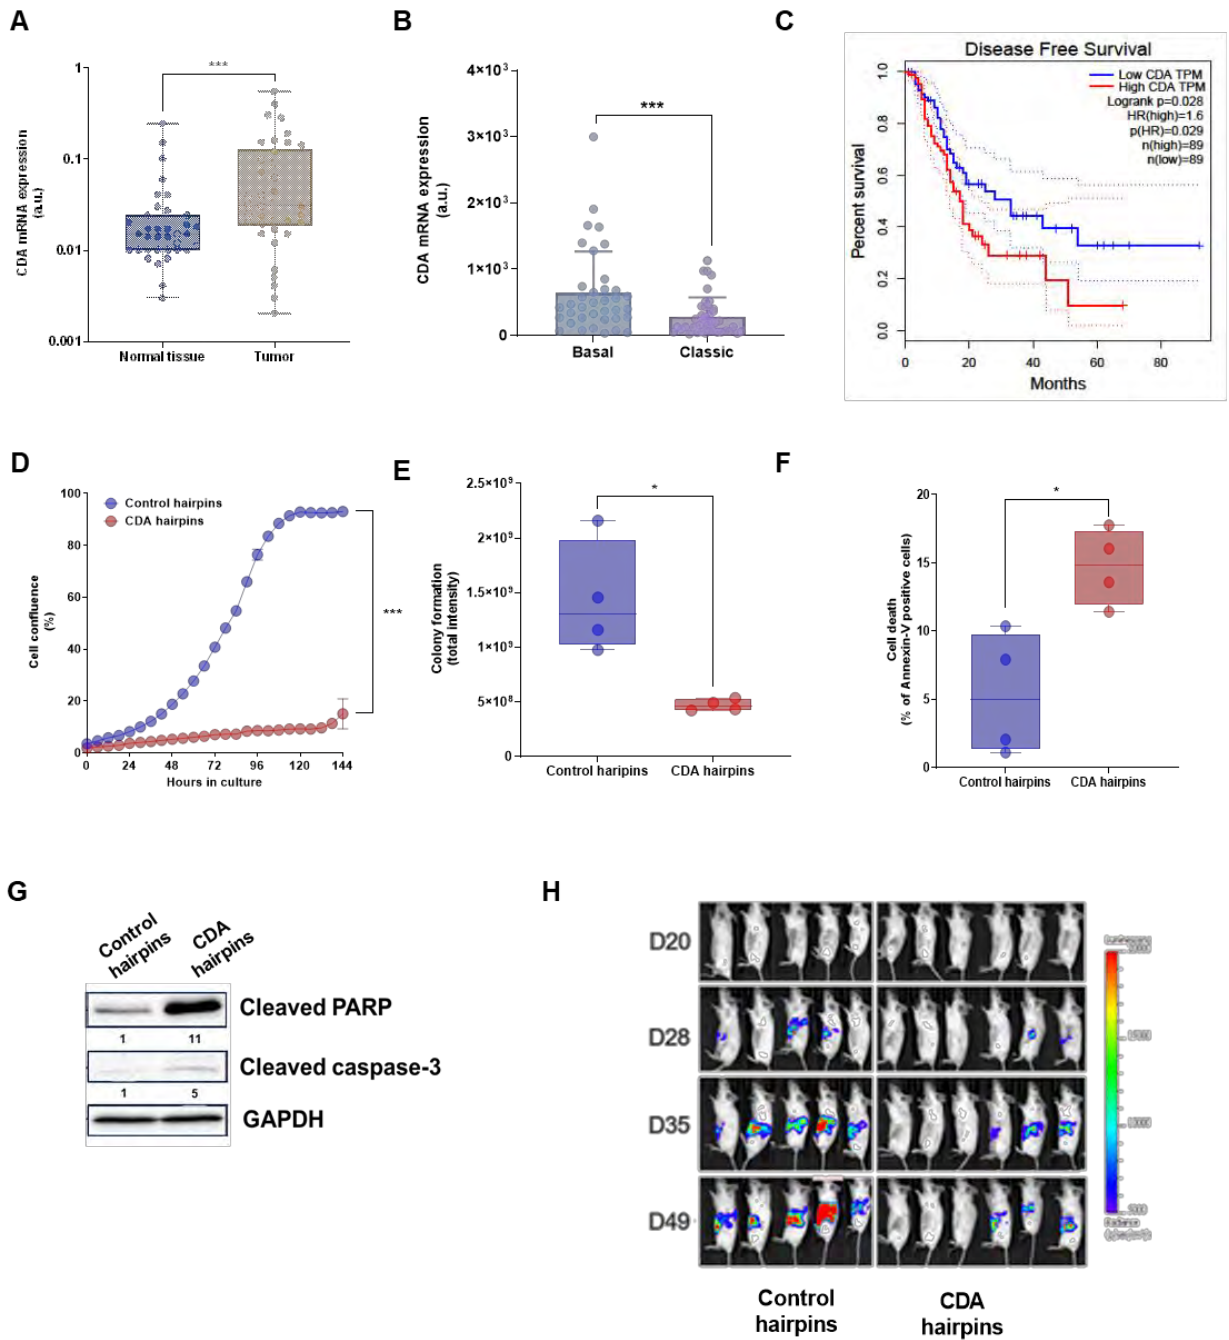 A
B
C
***
1
0.1
0.01
0.001
CDA mRNA expression
(a.u.)
Normal tissue
Tumor
***
4×10³
3×10³
2×10³
1×10³
0
CDA mRNA expression
(a.u.)
Basal
Classic
Disease Free Survival
Low CDA TPM
High CDA TPM
Logrank p=0.028
HR(high)=1.6
p(HR)=0.029
n(high)=89
n(low)=89
Percent survival
1.0
0.8
0.6
0.4
0.2
0.0
0
20
40
60
80
Months
D
E
F
Control hairpins
CDA hairpins
100
80
60
40
20
0
Cell confluence
(%)
***
0
24
48
72
96
120
144
Hours in culture
*
2.5×10⁹
2×10⁹
1.5×10⁹
1×10⁹
5×10⁸
0
Colony formation
(total intensity)
Control haripins
CDA hairpins
*
20
15
10
5
0
Cell death
(% of Annexin-V positive cells)
Control hairpins
CDA hairpins
G
H
Control
hairpins
CDA
hairpins
Cleaved PARP
1
11
Cleaved caspase-3
1
5
GAPDH
D20
D28
D35
D49
Radiance
Control
hairpins
CDA
hairpins